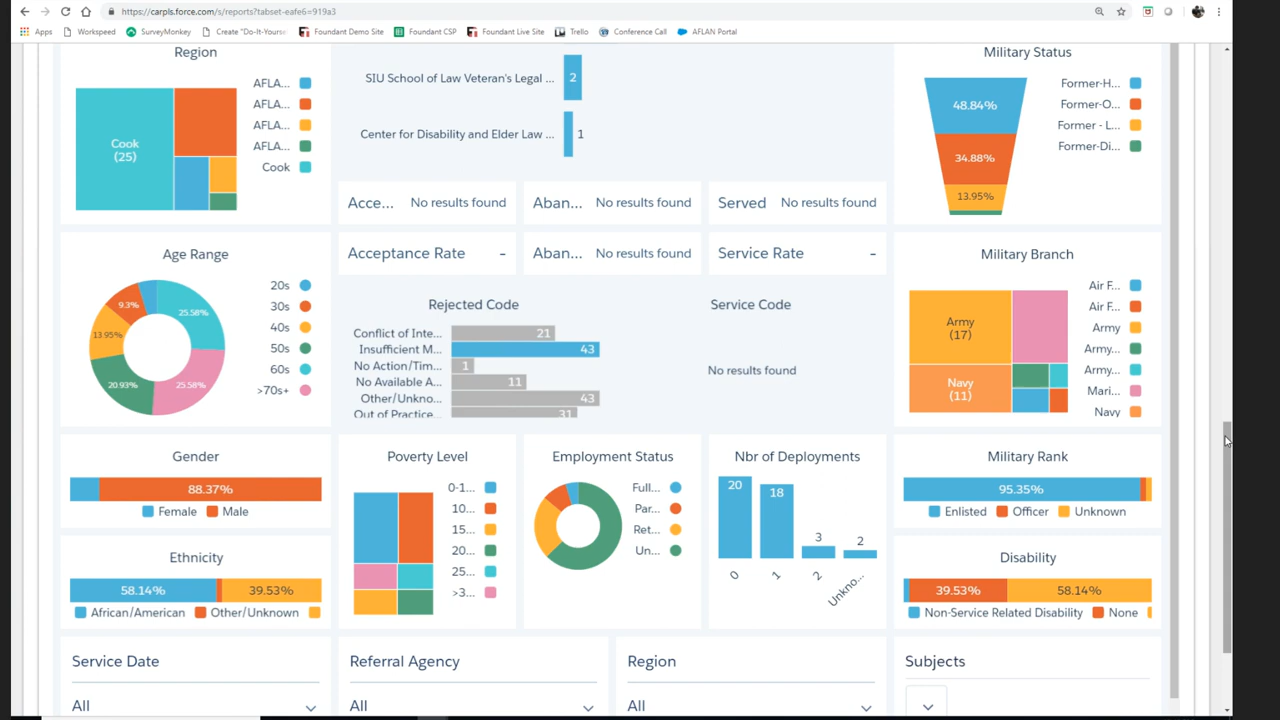 https://carpls.force.com/s/reports?tabset-eafe6=919a3
Apps Workspeed SurveyMonkey Create "Do-It-Yourse Foundant Demo Site Foundant CSP Foundant Live Site Trello Conference Call AFLAN Portal
Region
AFLA...
AFLA...
AFLA...
AFLA...
Cook
Cook
(25)
SIU School of Law Veteran's Legal ... 2
Center for Disability and Elder Law ... 1
Military Status
48.84%
34.88%
13.95%
Former-H...
Former-O...
Former - L...
Former-Di...
Acce... No results found
Aban... No results found
Served No results found
Acceptance Rate -
Aban... No results found
Service Rate -
Age Range
25.58%
25.58%
20.93%
13.95%
9.3%
20s
30s
40s
50s
60s
>70s+
Rejected Code
Conflict of Inte... 21
Insufficient M... 43
No Action/Tim... 1
No Available A... 11
Other/Unkno... 43
Out of Practice... 31
Service Code
No results found
Military Branch
Army
(17)
Navy
(11)
Air F...
Air F...
Army
Army...
Army...
Mari...
Navy
Gender
88.37%
Female Male
Ethnicity
58.14% 39.53%
African/American Other/Unknown
Poverty Level
0-1...
10...
15...
20...
25...
>3...
Employment Status
Full...
Par...
Ret...
Un...
Nbr of Deployments
20 18 3 2
0 1 2 Unkno...
Military Rank
95.35%
Enlisted Officer Unknown
Disability
39.53% 58.14%
Non-Service Related Disability None
Service Date
All
Referral Agency
All
Region
All
Subjects